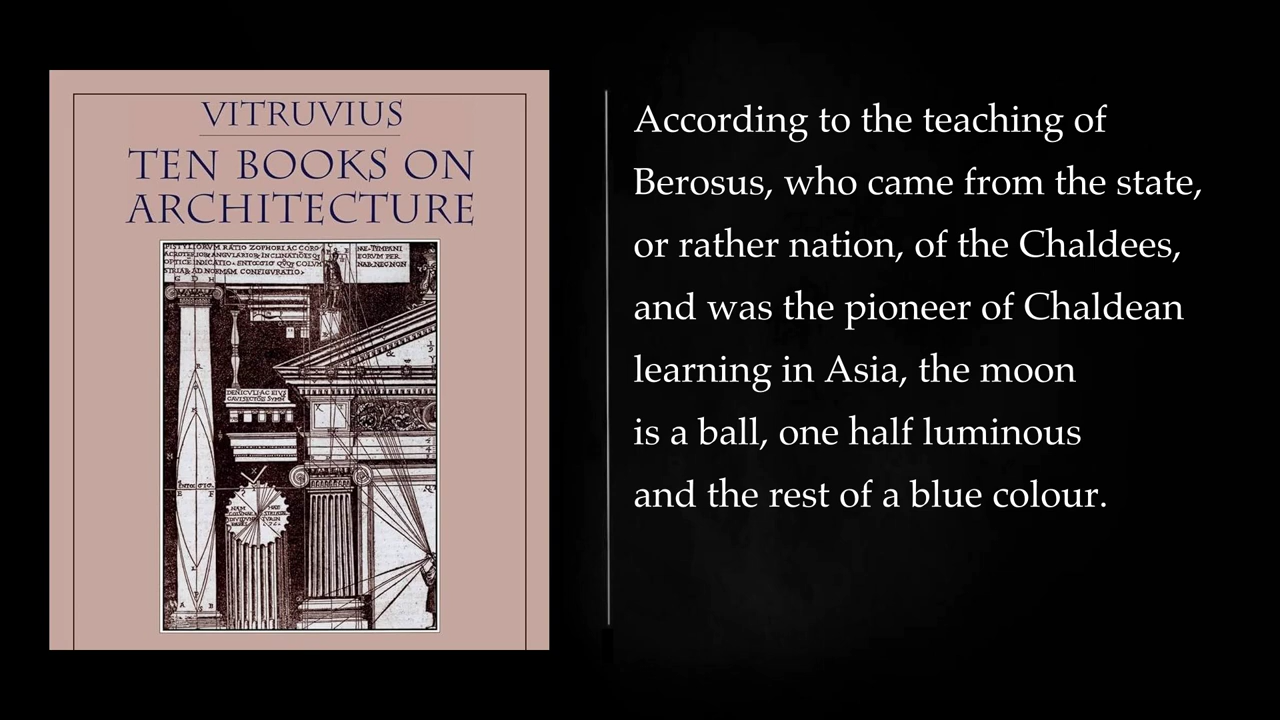 VITRUVIUS
TEN BOOKS ON
ARCHITECTURE
According to the teaching of
Berosus, who came from the state,
or rather nation, of the Chaldees,
and was the pioneer of Chaldean
learning in Asia, the moon
is a ball, one half luminous
and the rest of a blue colour.